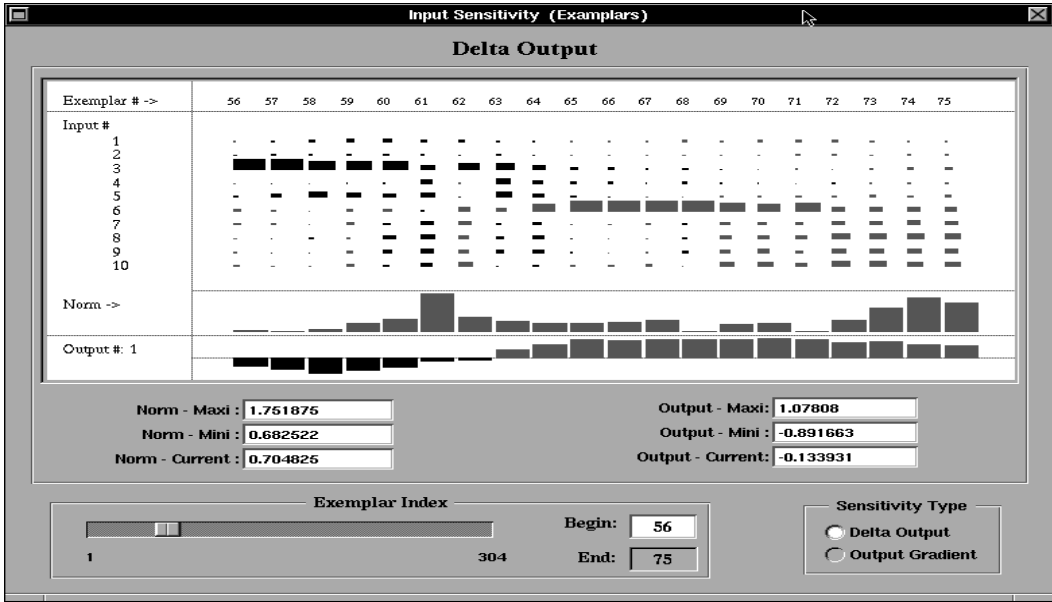 Input Sensitivity (Examplars)
Delta Output
Exemplar # -> 56 57 58 59 60 61 62 63 64 65 66 67 68 69 70 71 72 73 74 75
Input #
1
2
3
4
5
6
7
8
9
10
Norm ->
Output #: 1
Norm - Maxi : 1.751875 Output - Maxi: 1.07808
Norm - Mini : 0.682522 Output - Mini : -0.891663
Norm - Current : 0.704825 Output - Current: -0.133931
Exemplar Index
Sensitivity Type
Begin: 56
Delta Output
1 304 End: 75
Output Gradient